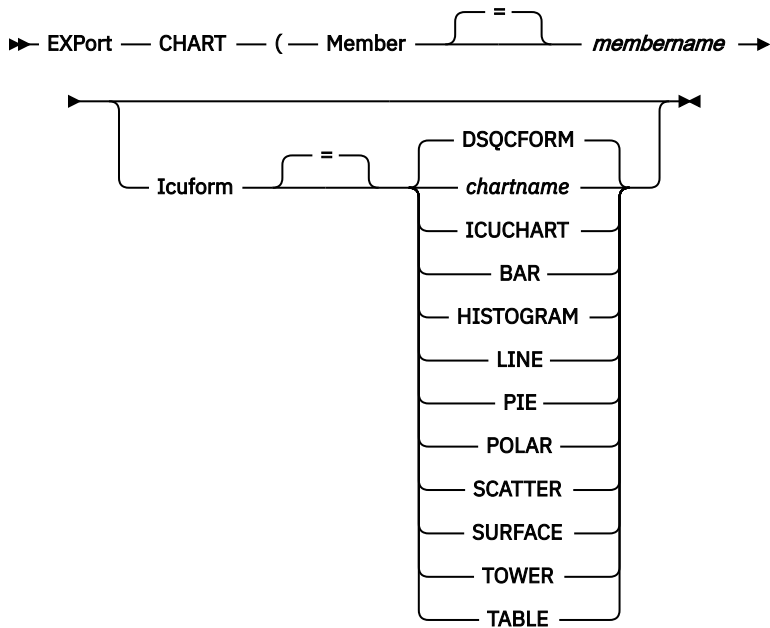 =
EXPort CHART ( Member membername
DSQCFORM
=
Icuform chartname
ICUCHART
BAR
HISTOGRAM
LINE
PIE
POLAR
SCATTER
SURFACE
TOWER
TABLE